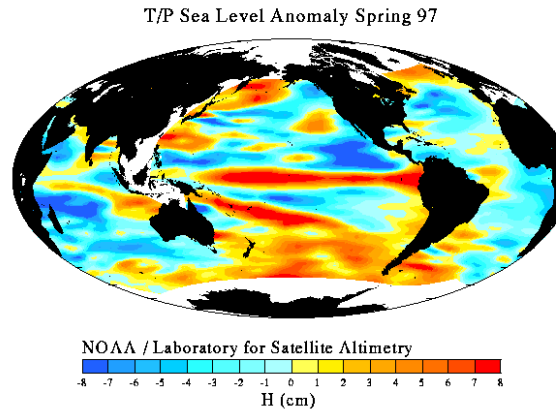 T/P Sea Level Anomaly Spring 97
NOAA / Laboratory for Satellite Altimetry
-8 -7 -6 -5 -4 -3 -2 -1 0 1 2 3 4 5 6 7 8
H (cm)